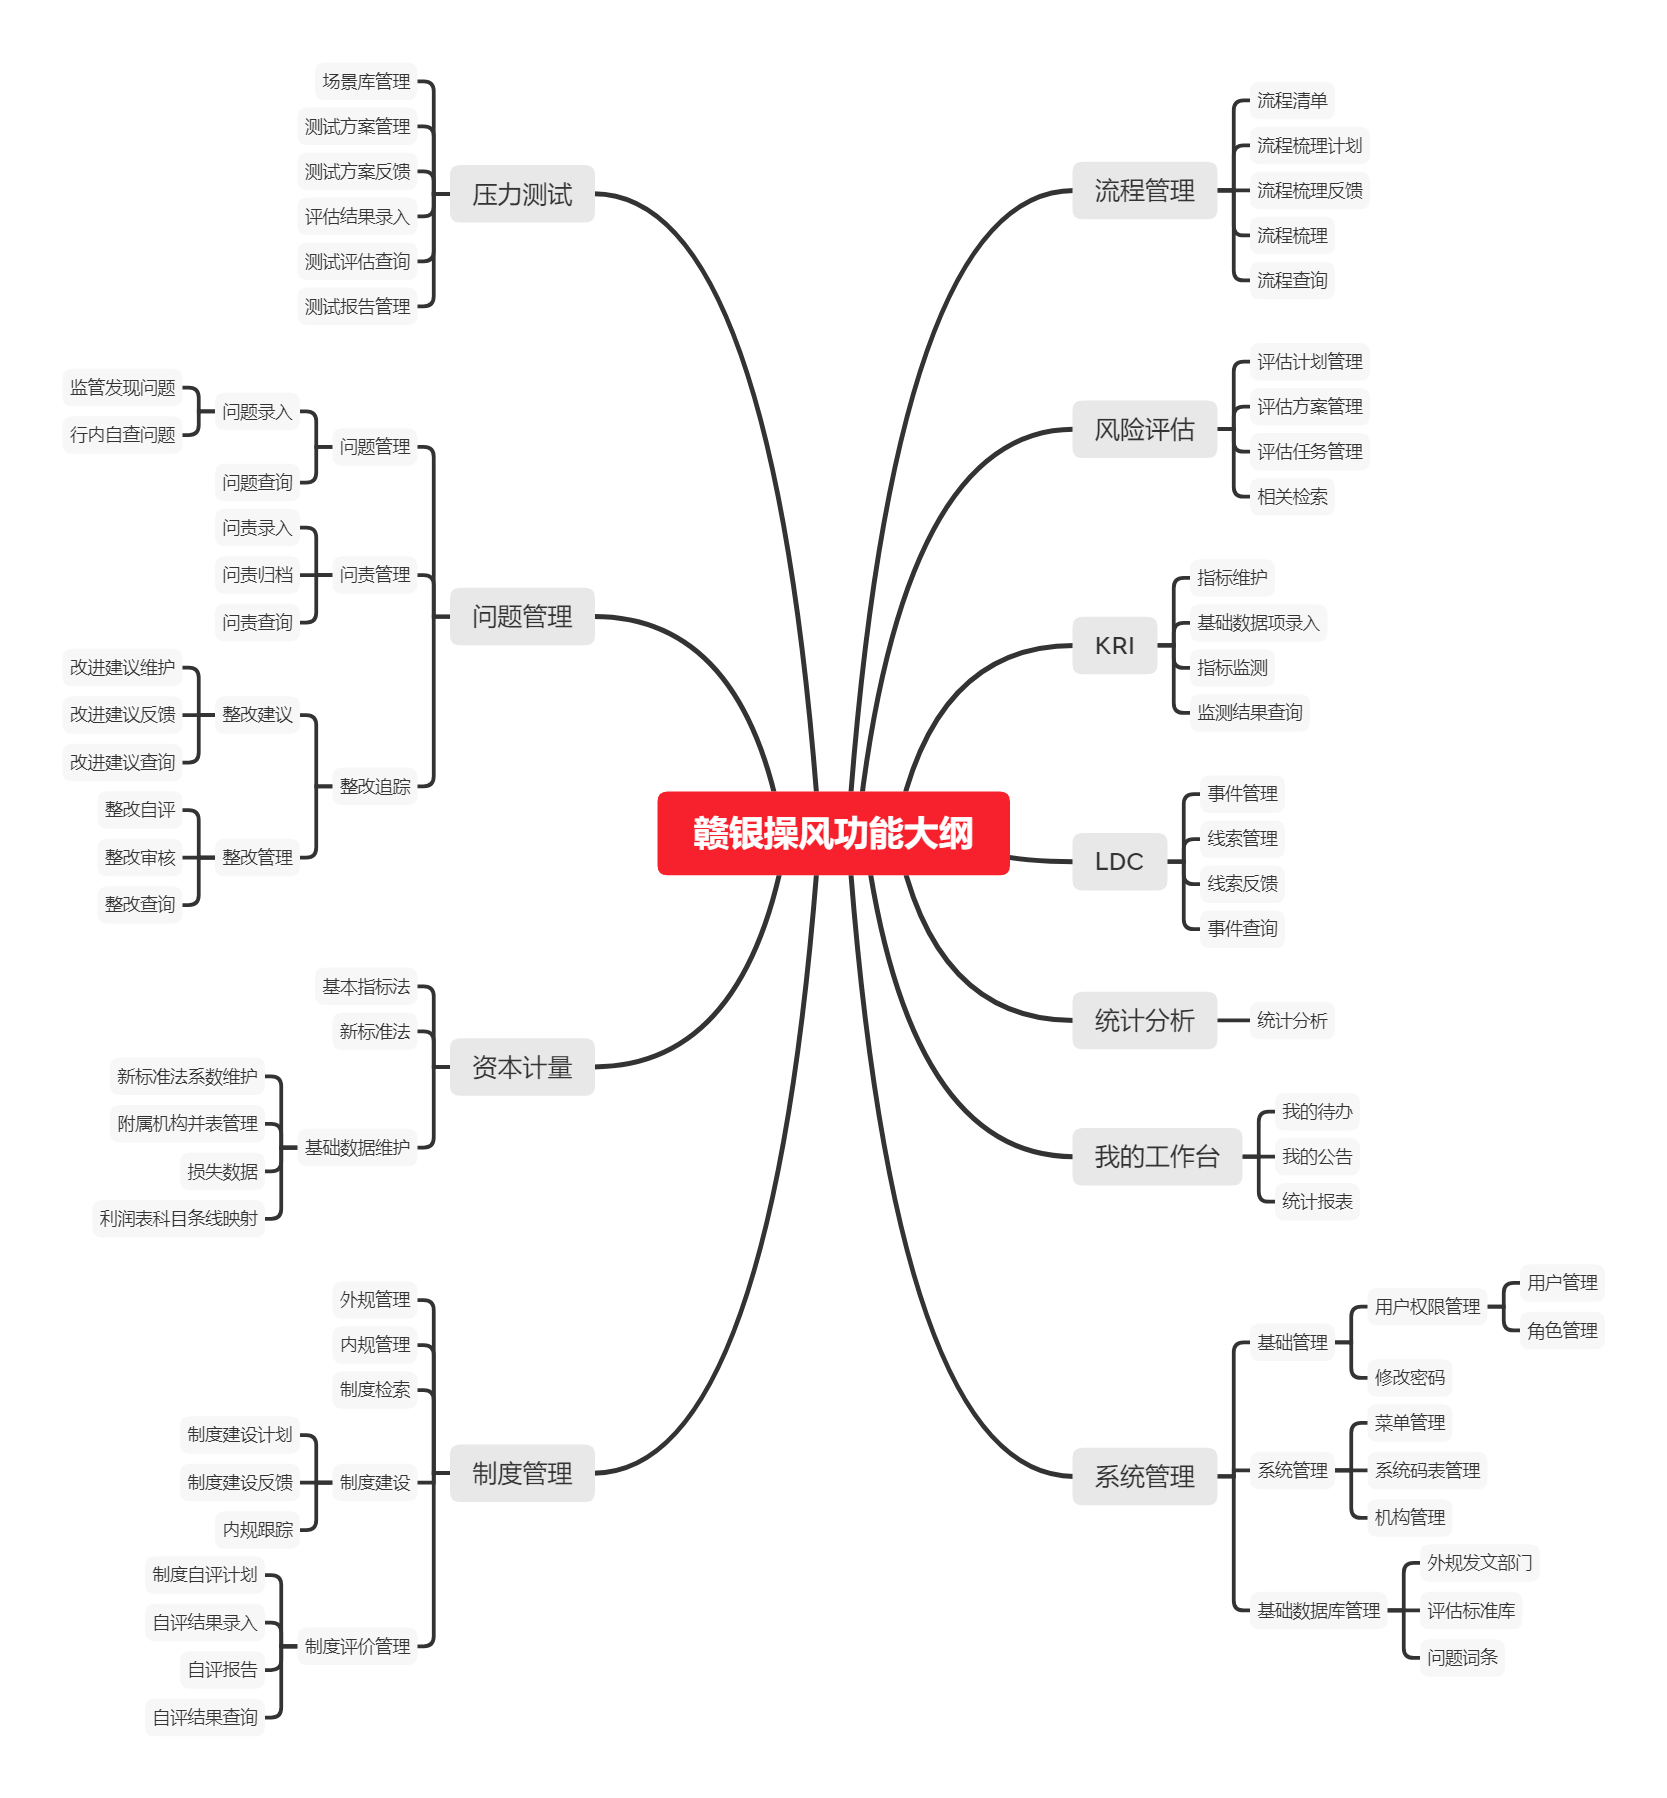 赣银操风功能大纲
流程管理
流程清单
流程梳理计划
流程梳理反馈
流程梳理
流程查询
风险评估
评估计划管理
评估方案管理
评估任务管理
相关检索
KRI
指标维护
基础数据项录入
指标监测
监测结果查询
LDC
事件管理
线索管理
线索反馈
事件查询
统计分析
统计分析
我的工作台
我的待办
我的公告
统计报表
系统管理
基础管理
用户权限管理
用户管理
角色管理
修改密码
系统管理
菜单管理
系统码表管理
机构管理
基础数据库管理
外规发文部门
评估标准库
问题词条
压力测试
场景库管理
测试方案管理
测试方案反馈
评估结果录入
测试评估查询
测试报告管理
问题管理
问题管理
问题录入
监管发现问题
行内自查问题
问题查询
问责管理
问责录入
问责归档
问责查询
整改追踪
整改建议
改进建议维护
改进建议反馈
改进建议查询
整改管理
整改自评
整改审核
整改查询
资本计量
基本指标法
新标准法
基础数据维护
新标准法系数维护
附属机构并表管理
损失数据
利润表科目条线映射
制度管理
外规管理
内规管理
制度检索
制度建设
制度建设计划
制度建设反馈
内规跟踪
制度评价管理
制度自评计划
自评结果录入
自评报告
自评结果查询